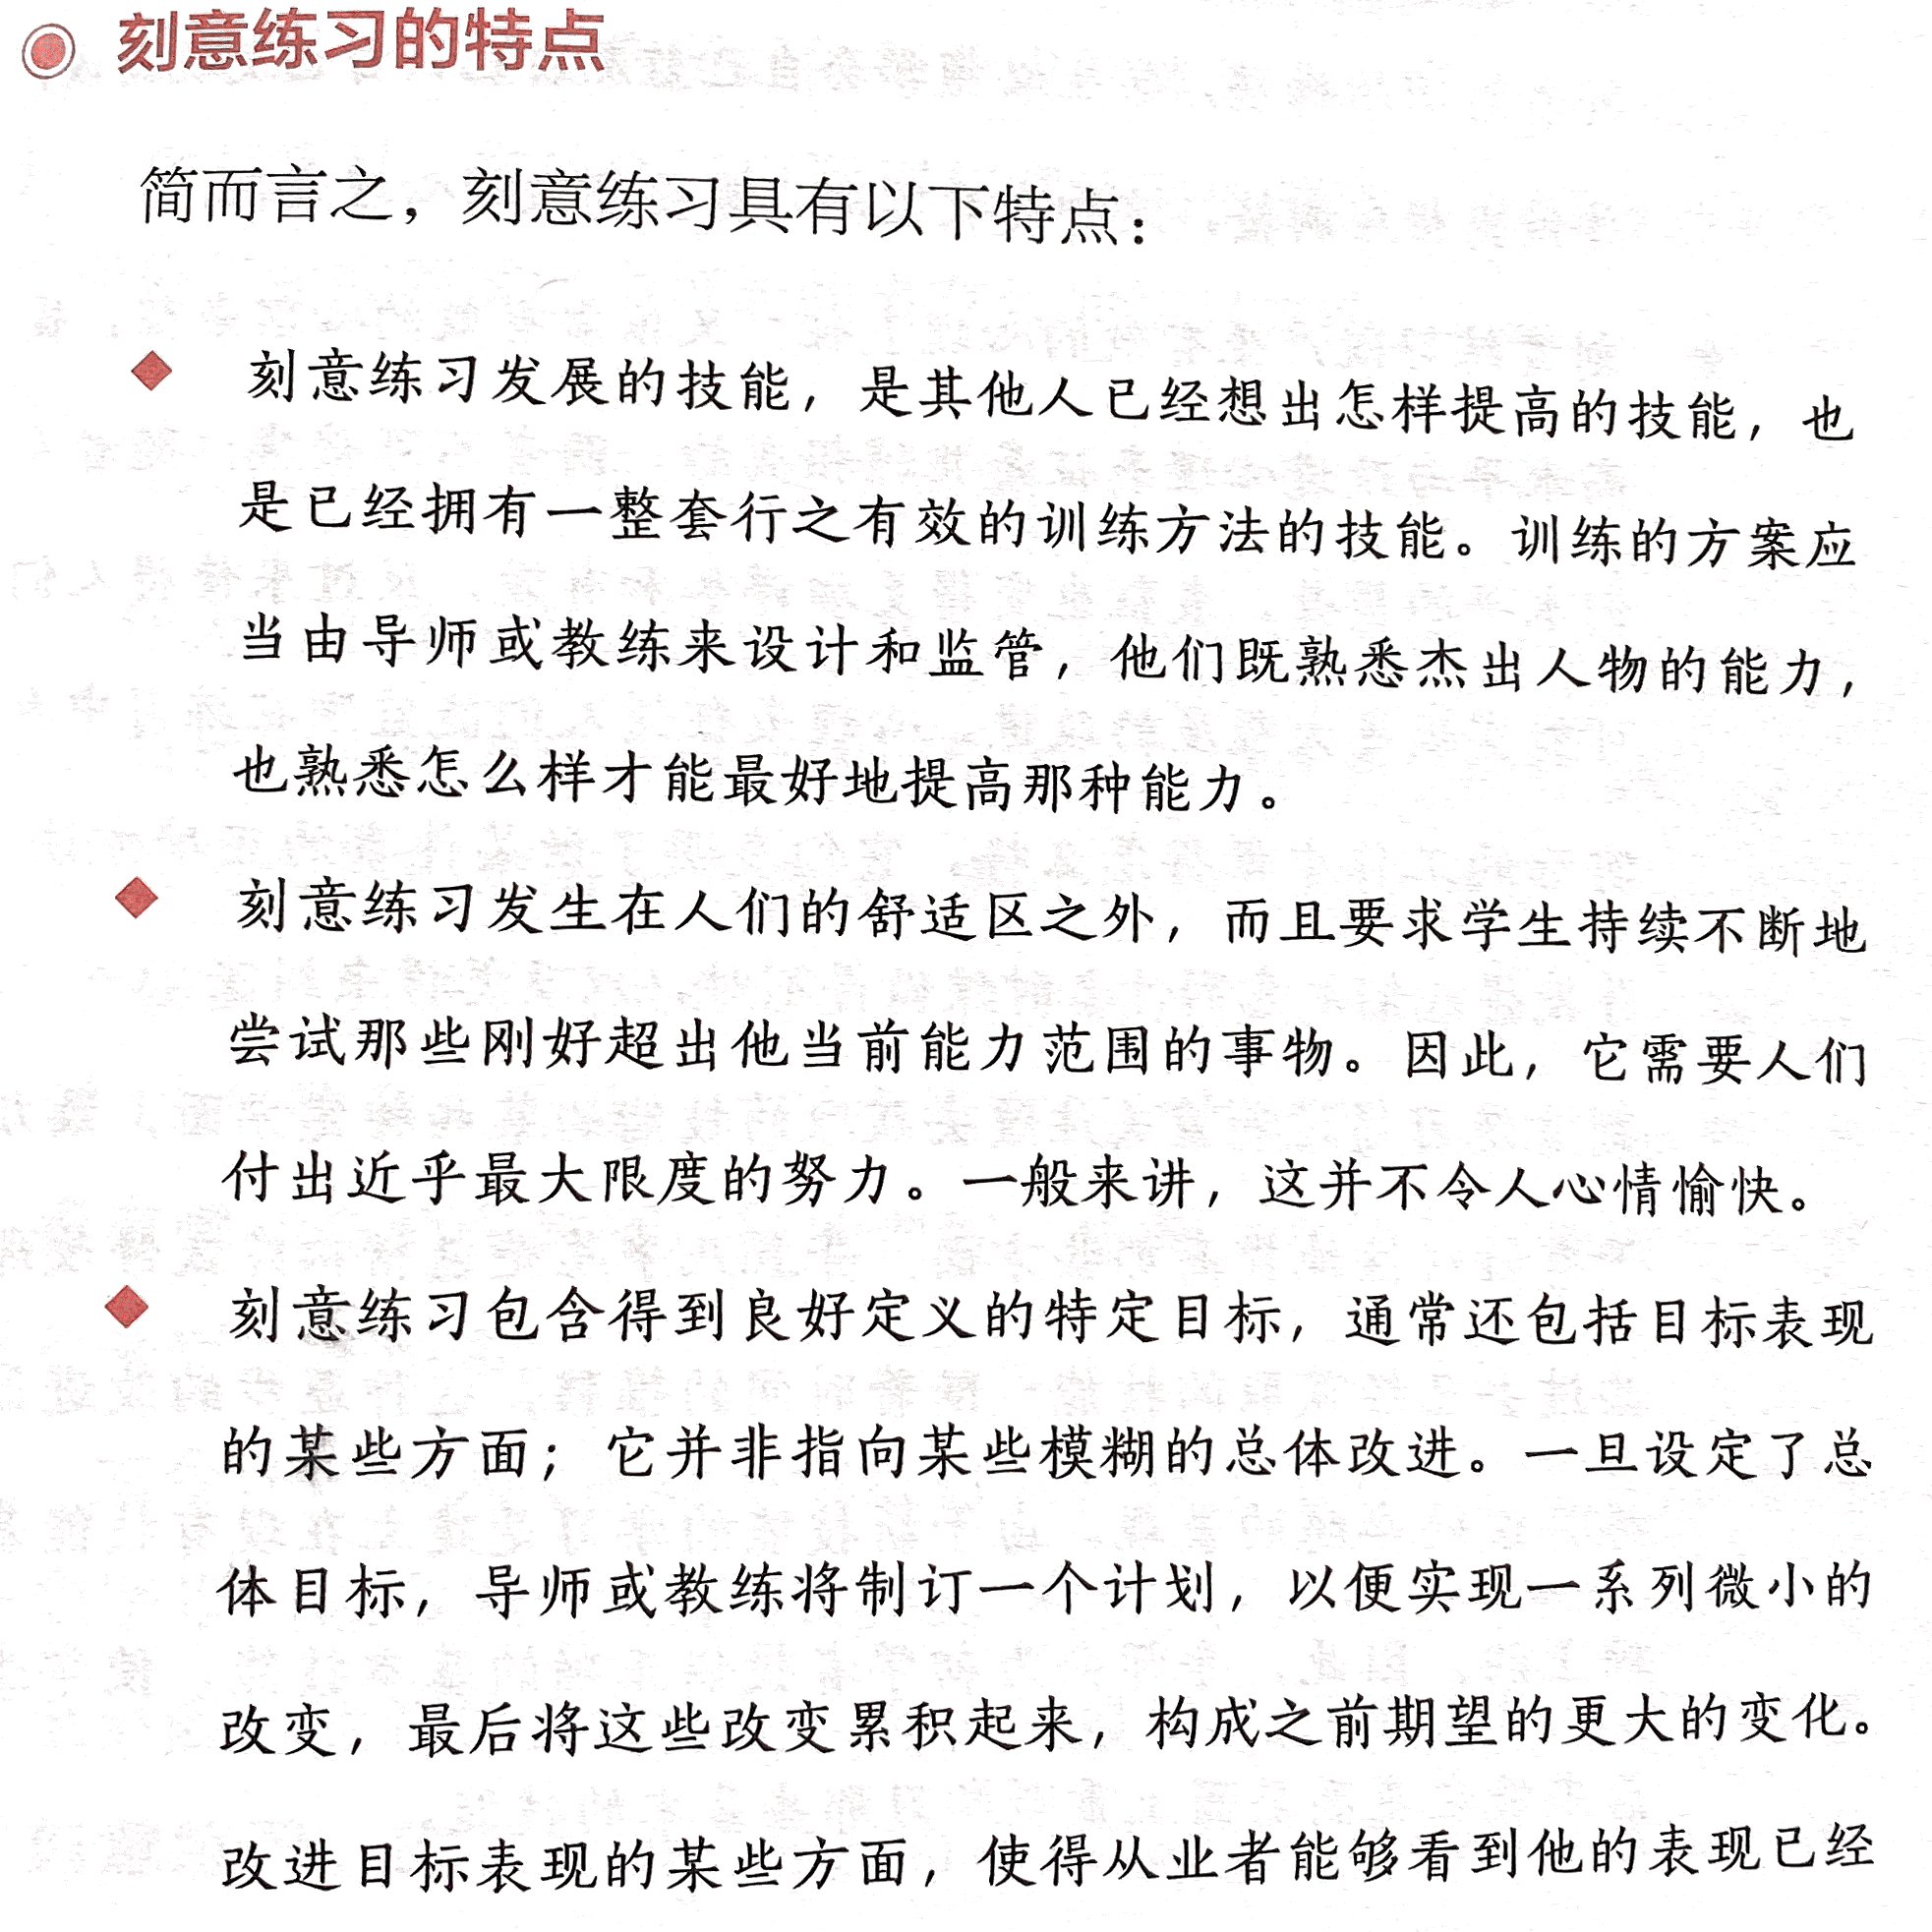 刻意练习的特点
简而言之，刻意练习具有以下特点：
刻意练习发展的技能，是其他人已经想出怎样提高的技能，也
是已经拥有一整套行之有效的训练方法的技能。训练的方案应
当由导师或教练来设计和监管，他们既熟悉杰出人物的能力，
也熟悉怎么样才能最好地提高那种能力。
刻意练习发生在人们的舒适区之外，而且要求学生持续不断地
尝试那些刚好超出他当前能力范围的事物。因此，它需要人们
付出近乎最大限度的努力。一般来讲，这并不令人心情愉快。
刻意练习包含得到良好定义的特定目标，通常还包括目标表现
的某些方面；它并非指向某些模糊的总体改进。一旦设定了总
体目标，导师或教练将制订一个计划，以便实现一系列微小的
改变，最后将这些改变累积起来，构成之前期望的更大的变化。
改进目标表现的某些方面，使得从业者能够看到他的表现已经